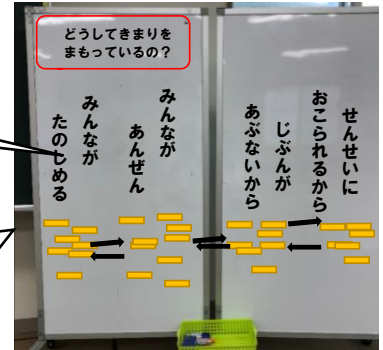 どうしてきまりを
まもっているの？
せんせいに
おこられるから
じぶんが
あぶないから
みんなが
あんぜん
みんなが
たのしめる